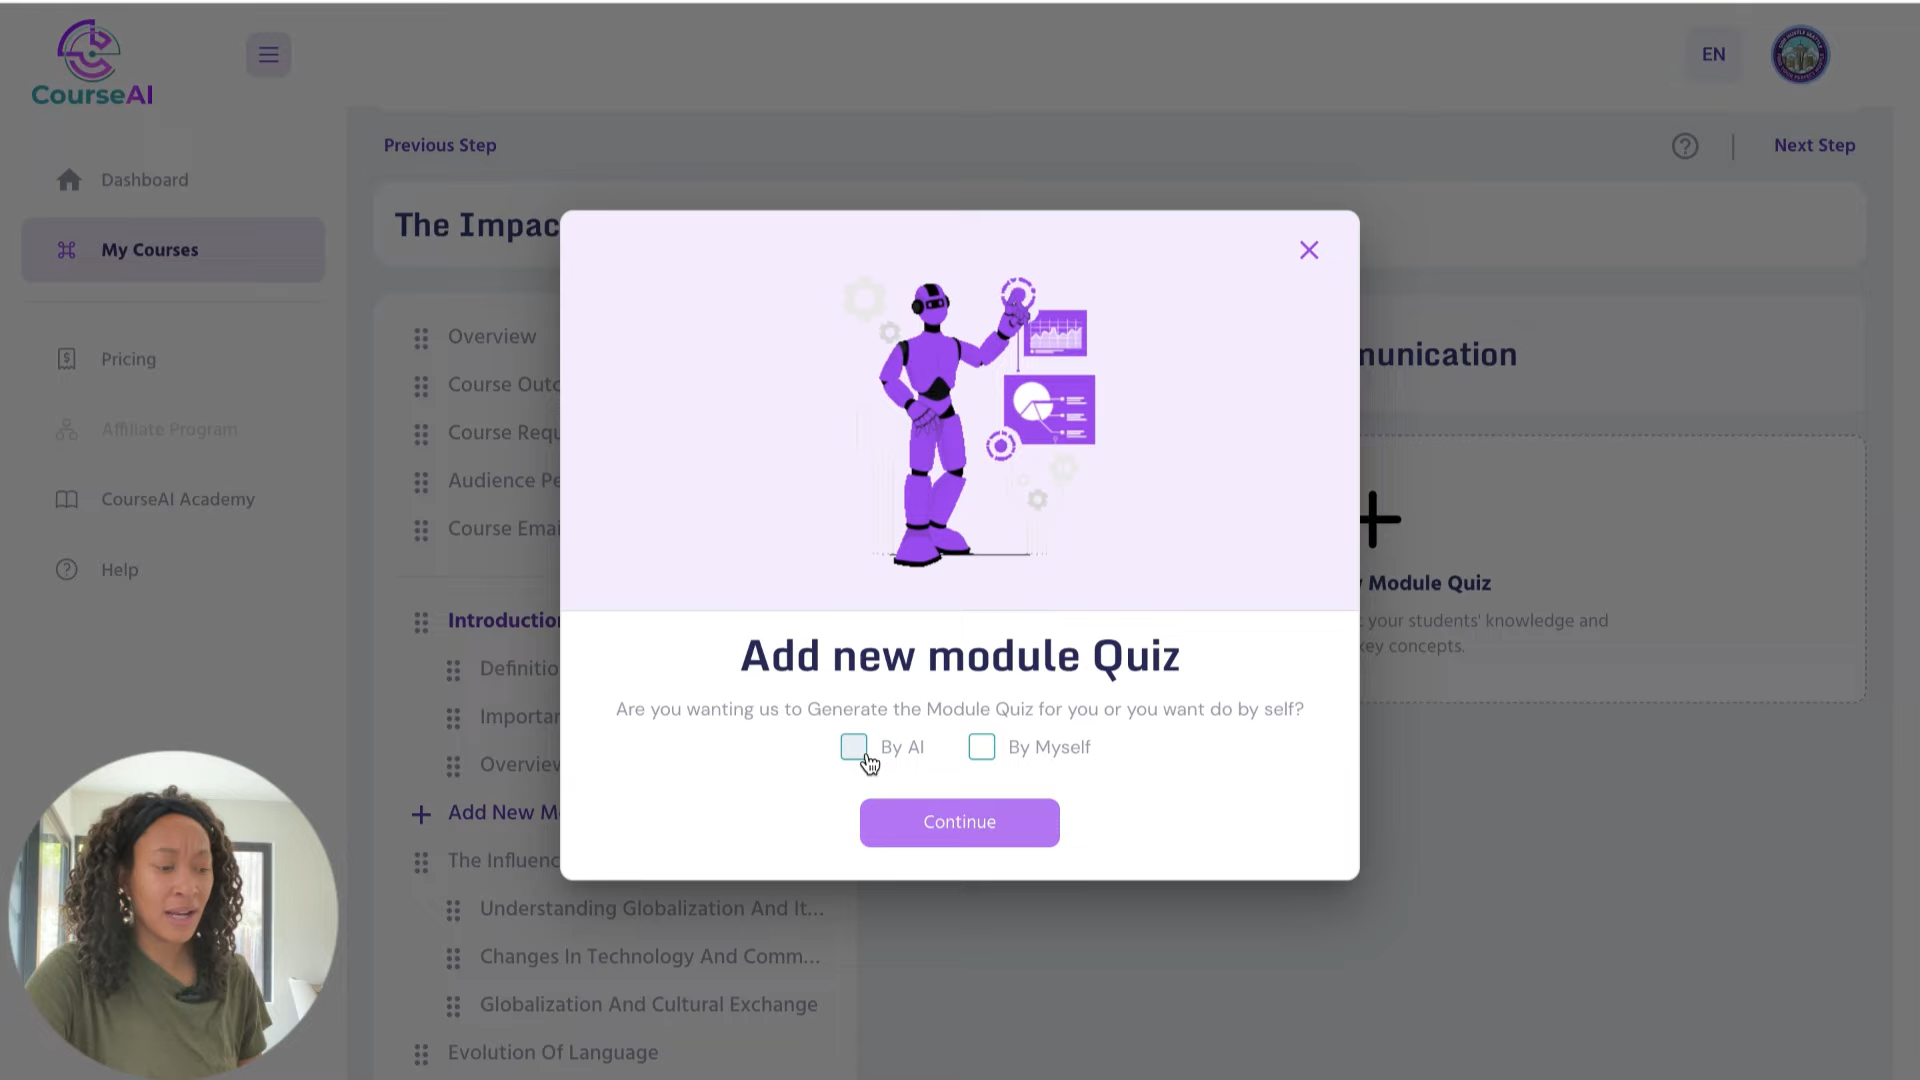 CourseAI
EN
Dashboard
My Courses
Pricing
Affiliate Program
CourseAI Academy
Help
Previous Step
Next Step
The Impac
Overview
Course Outc
Course Requ
Audience Pe
Course Emai
Introduction
Definitio
Importan
Overview
Add New M
The Influenc
Understanding Globalization And It...
Changes In Technology And Comm...
Globalization And Cultural Exchange
Evolution Of Language
munication
Module Quiz
your students' knowledge and
key concepts.
Add new module Quiz
Are you wanting us to Generate the Module Quiz for you or you want do by self?
By AI
By Myself
Continue